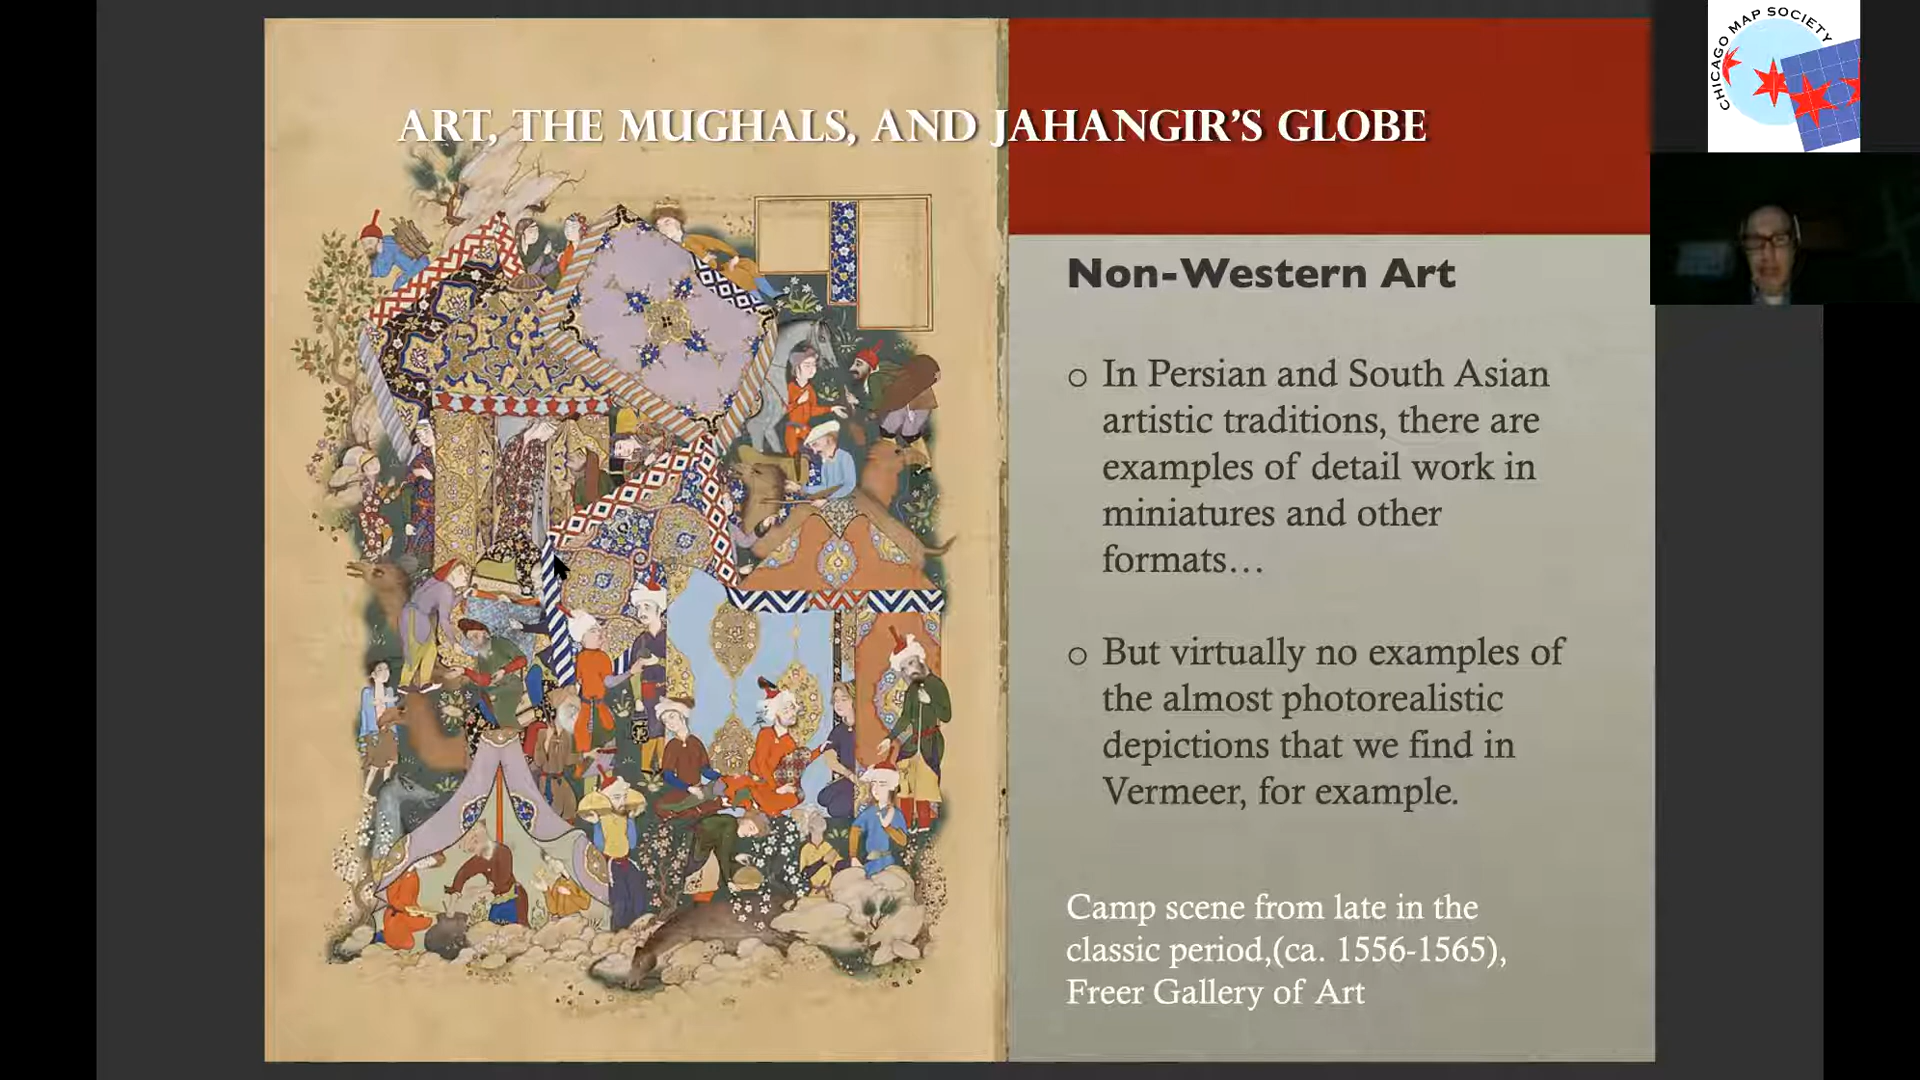 ART, THE MUGHALS, AND JAHANGIR'S GLOBE
CHICAGO MAP SOCIETY
Non-Western Art
○ In Persian and South Asian
artistic traditions, there are
examples of detail work in
miniatures and other
formats…
○ But virtually no examples of
the almost photorealistic
depictions that we find in
Vermeer, for example.
Camp scene from late in the
classic period,(ca. 1556-1565),
Freer Gallery of Art